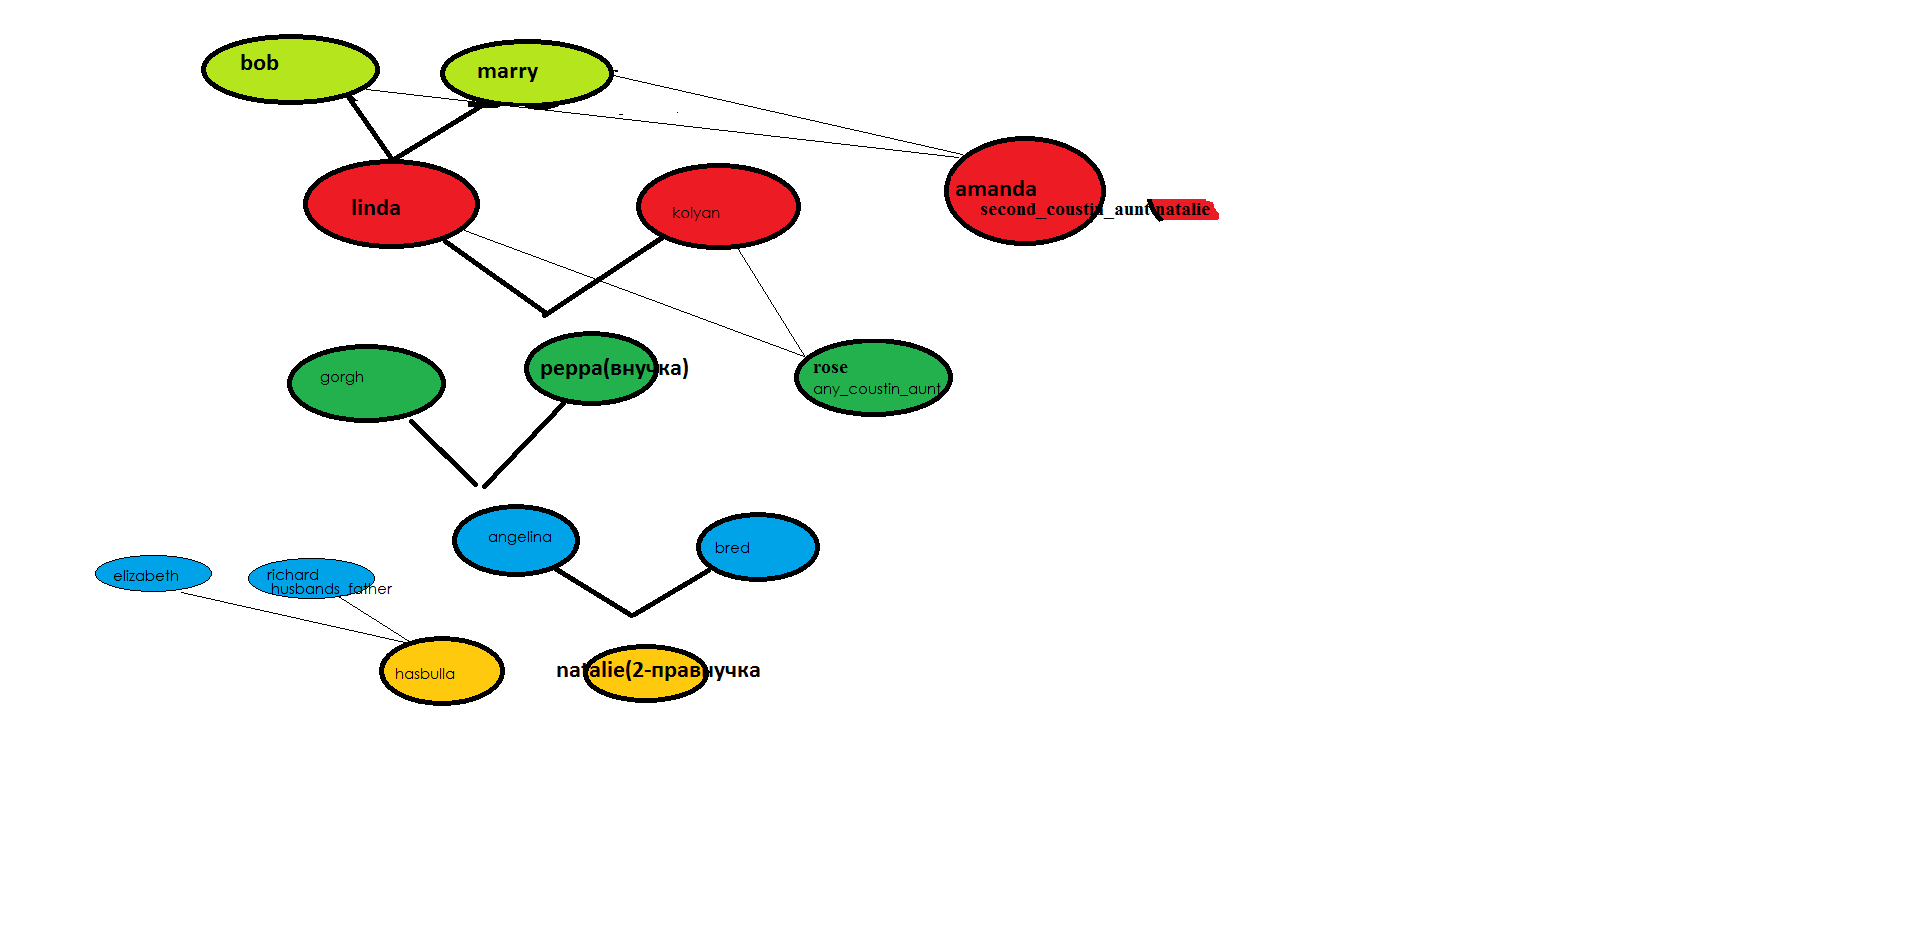 bob
marry
linda
kolyan
amanda
second_coustin_aunt natalie
gorgh
peppa(внучка)
rose
any_coustin_aunt
angelina
bred
elizabeth
richard
husbands_father
hasbulla
natalie(2-правнучка